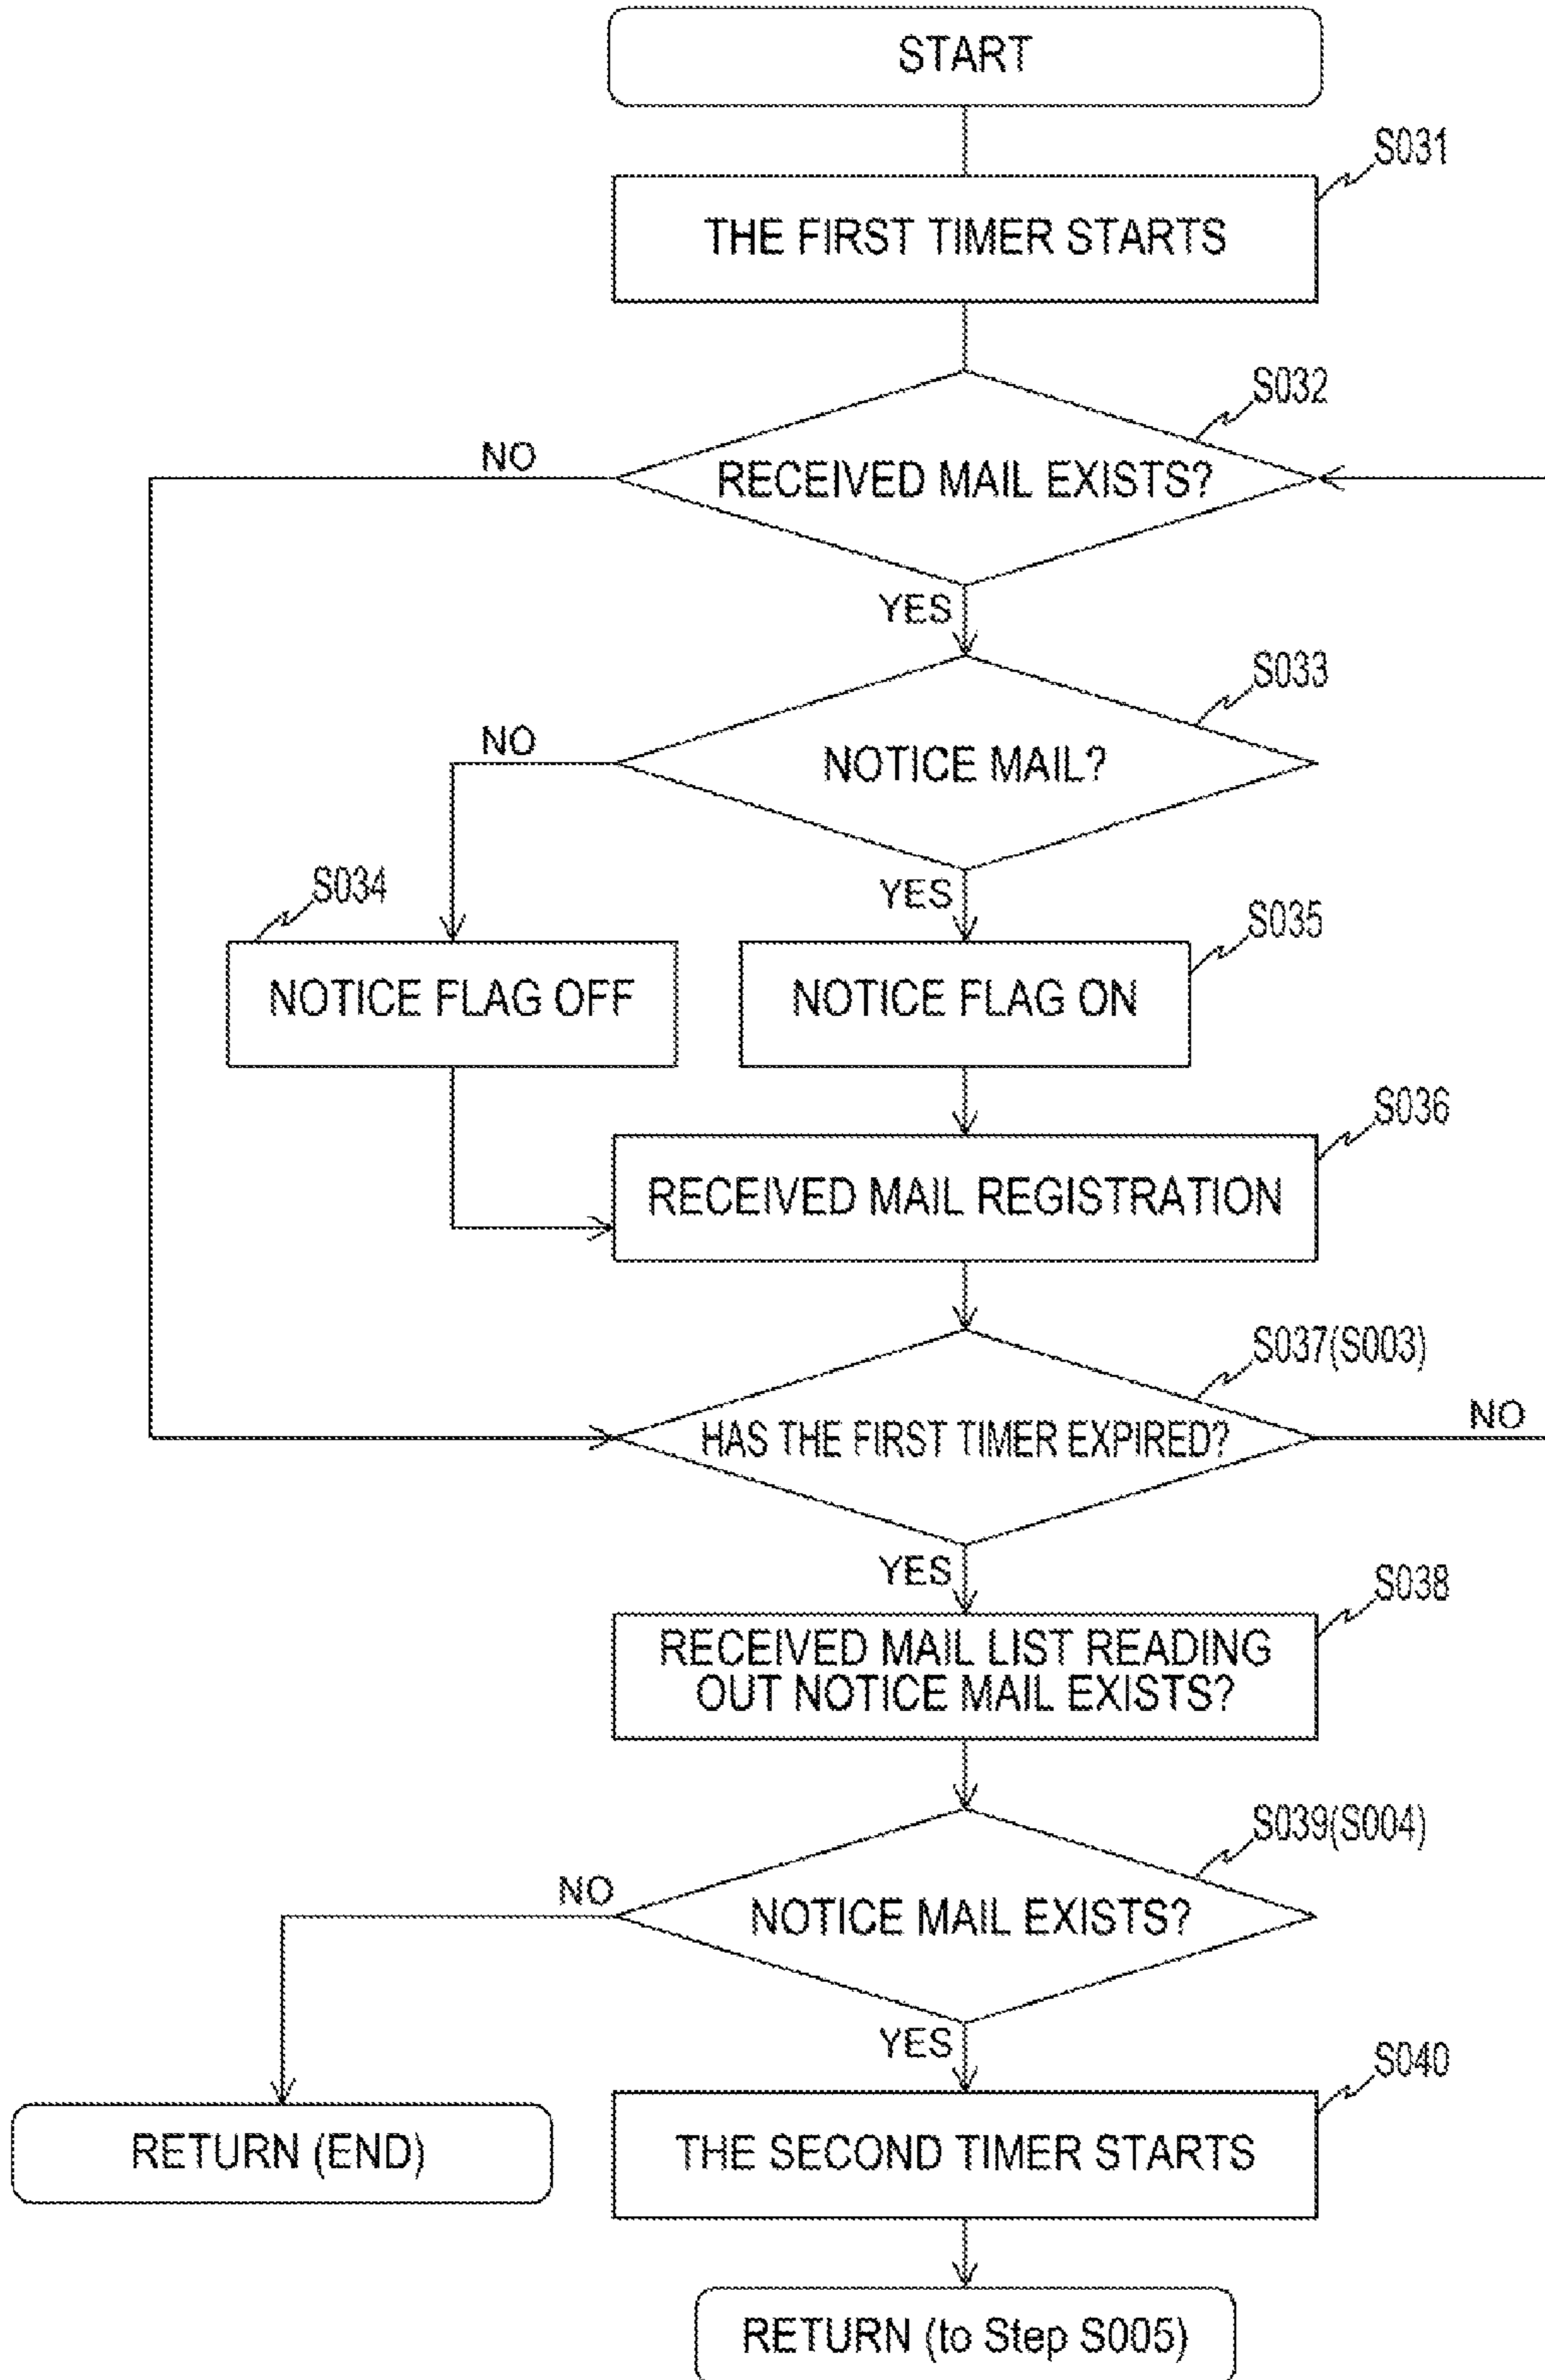 START
S031
THE FIRST TIMER STARTS
S032
NO
RECEIVED MAIL EXISTS?
YES
S033
NO
NOTICE MAIL?
S034
YES
S035
NOTICE FLAG OFF
NOTICE FLAG ON
S036
RECEIVED MAIL REGISTRATION
S037(S003)
NO
HAS THE FIRST TIMER EXPIRED?
YES
S038
RECEIVED MAIL LIST READING
OUT NOTICE MAIL EXISTS?
S039(S004)
NO
NOTICE MAIL EXISTS?
YES
S040
RETURN (END)
THE SECOND TIMER STARTS
RETURN (to Step S005)